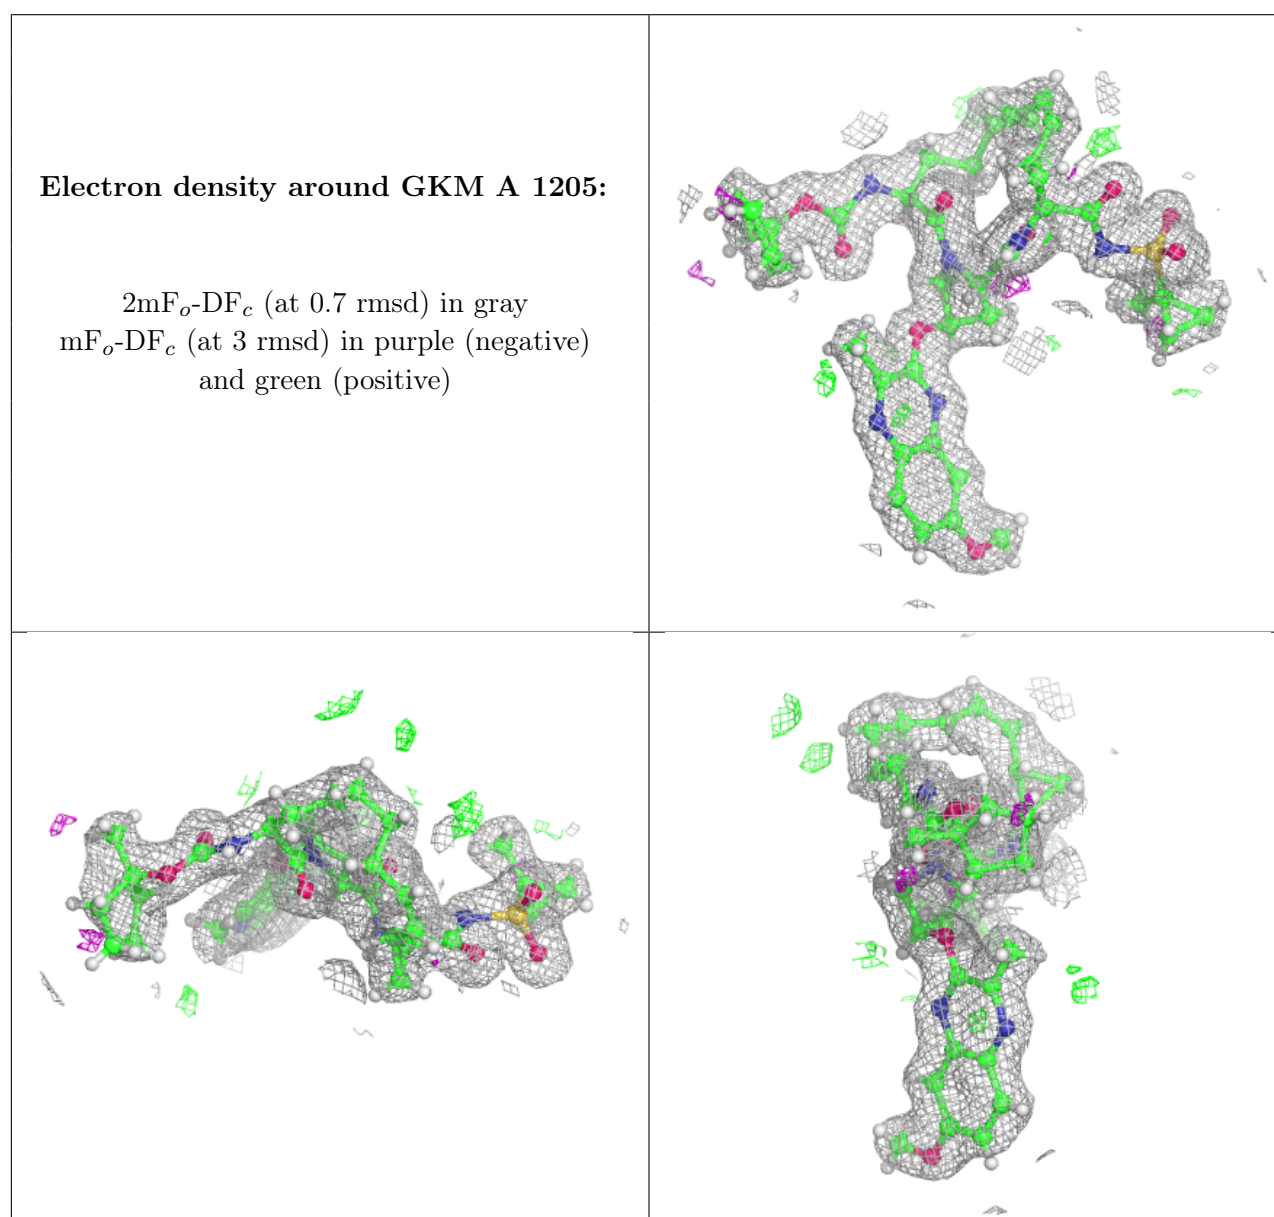 Electron density around GKM A 1205:
2mFo-DFc (at 0.7 rmsd) in gray
mFo-DFc (at 3 rmsd) in purple (negative)
and green (positive)